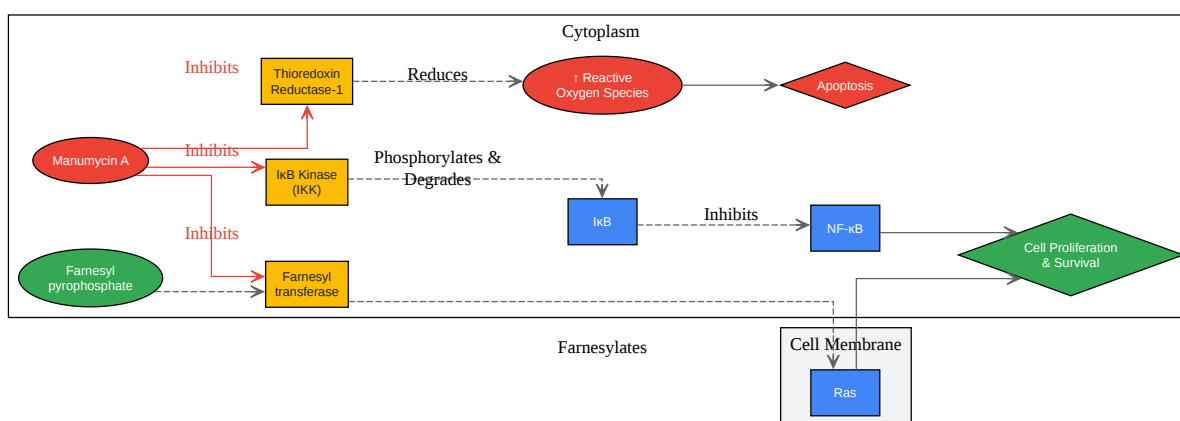 Cytoplasm
Inhibits
Thioredoxin
Reductase-1
Reduces
↑ Reactive
Oxygen Species
Apoptosis
Manumycin A
Inhibits
IκB Kinase
(IKK)
Phosphorylates &
Degrades
IκB
Inhibits
NF-κB
Cell Proliferation
& Survival
Inhibits
Farnesyl
pyrophosphate
Farnesyl
transferase
Farnesylates
Cell Membrane
Ras